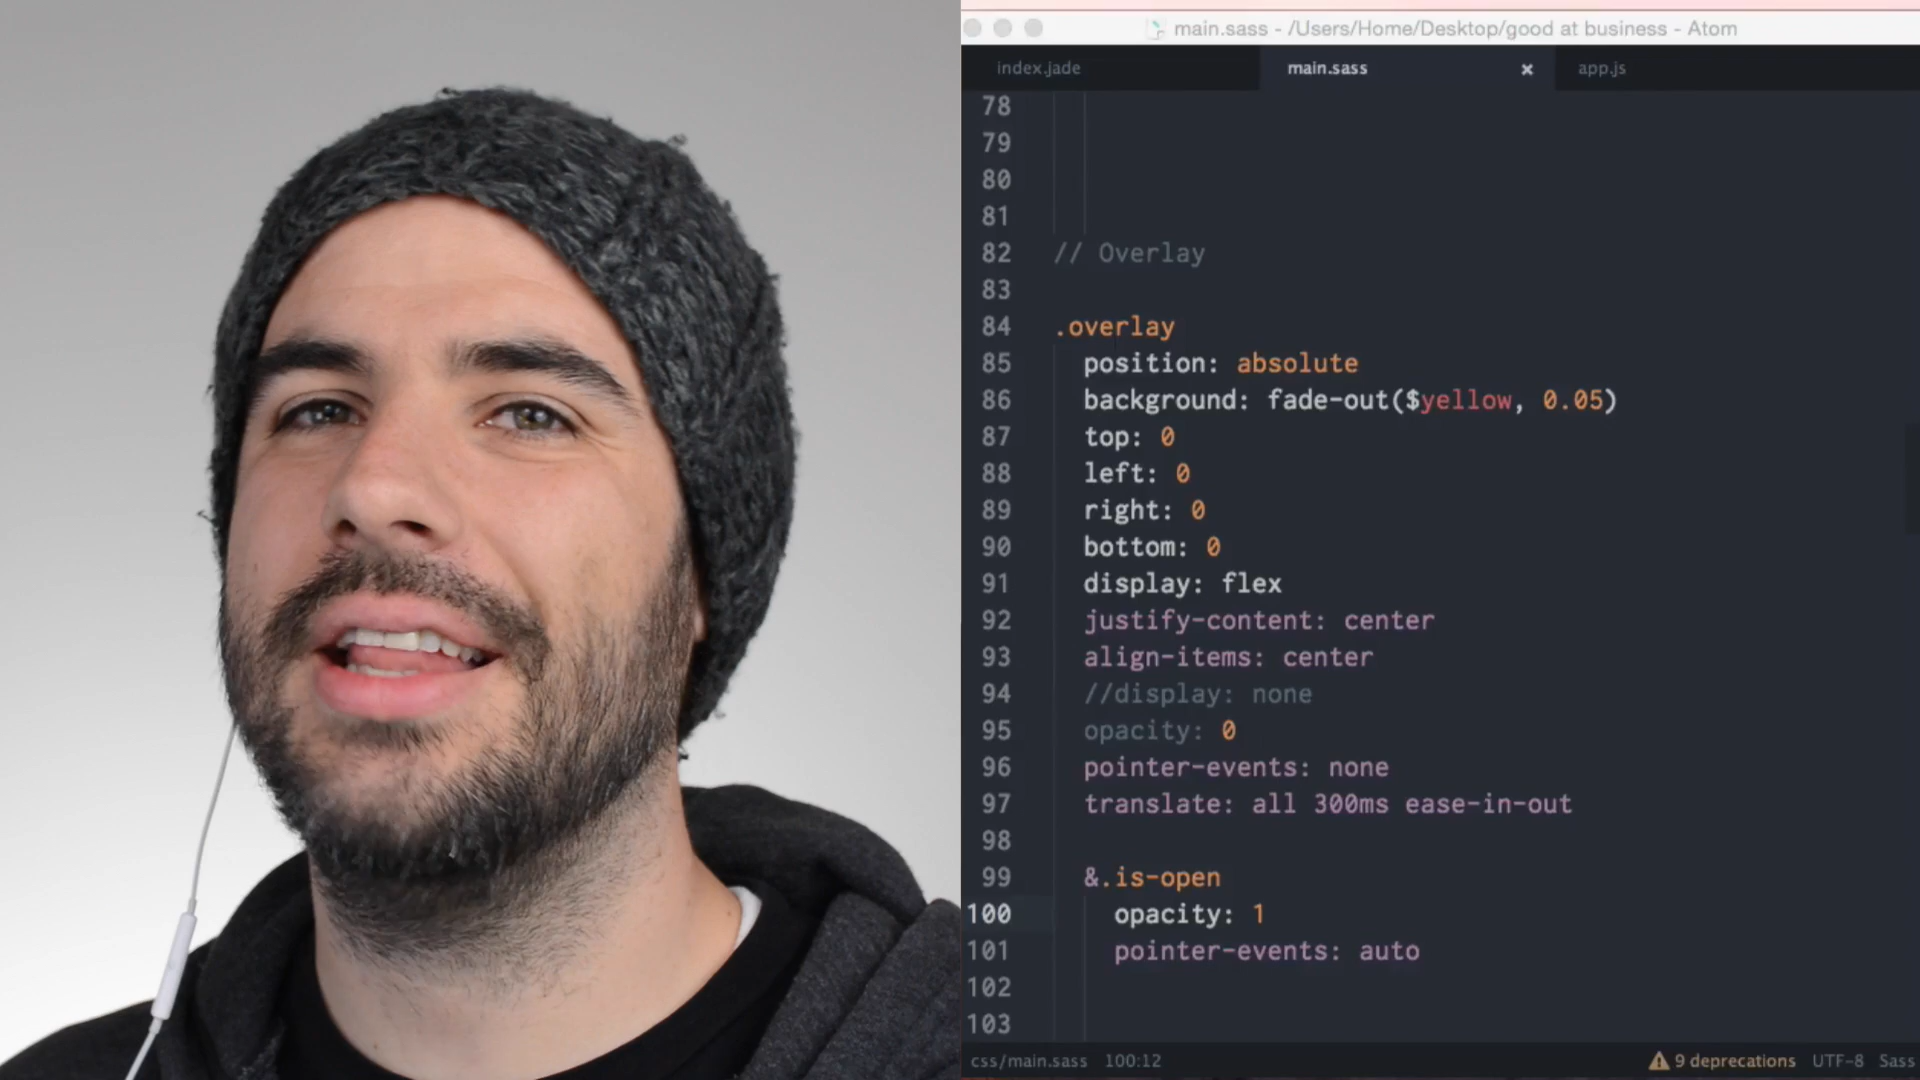 main.sass - /Users/Home/Desktop/good at business - Atom
index.jade
main.sass
app.js
78
79
80
81
82 // Overlay
83
84 .overlay
85 position: absolute
86 background: fade-out($yellow, 0.05)
87 top: 0
88 left: 0
89 right: 0
90 bottom: 0
91 display: flex
92 justify-content: center
93 align-items: center
94 //display: none
95 opacity: 0
96 pointer-events: none
97 translate: all 300ms ease-in-out
98
99 &.is-open
100 opacity: 1
101 pointer-events: auto
102
103
css/main.sass 100:12 9 deprecations UTF-8 Sass